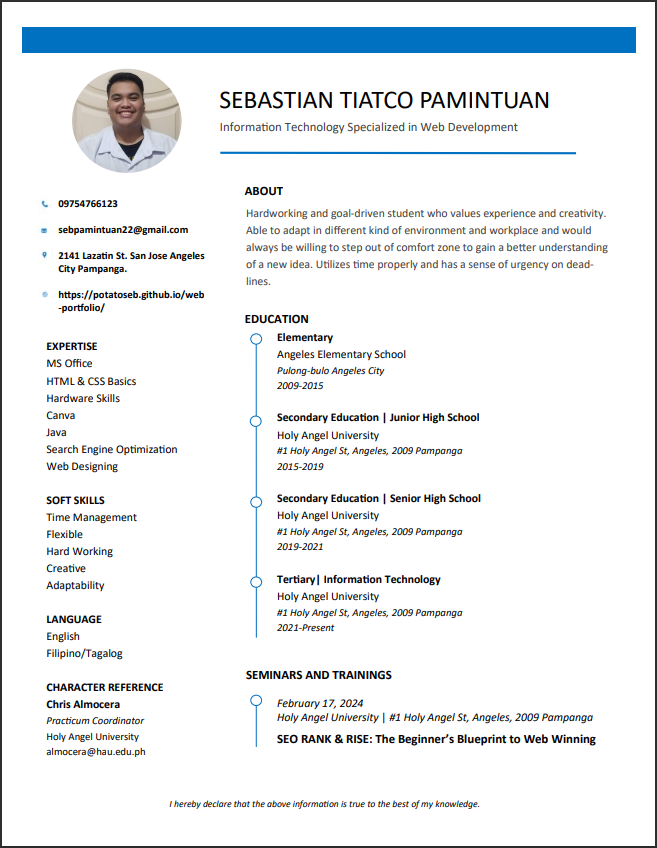 SEBASTIAN TIATCO PAMINTUAN
Information Technology Specialized in Web Development
09754766123
sebpamintuan22@gmail.com
2141 Lazatin St. San Jose Angeles
City Pampanga.
https://potatoseb.github.io/web
-portfolio/
EXPERTISE
MS Office
HTML & CSS Basics
Hardware Skills
Canva
Java
Search Engine Optimization
Web Designing
SOFT SKILLS
Time Management
Flexible
Hard Working
Creative
Adaptability
LANGUAGE
English
Filipino/Tagalog
CHARACTER REFERENCE
Chris Almocera
Practicum Coordinator
Holy Angel University
almocera@hau.edu.ph
ABOUT
Hardworking and goal-driven student who values experience and creativity.
Able to adapt in different kind of environment and workplace and would
always be willing to step out of comfort zone to gain a better understanding
of a new idea. Utilizes time properly and has a sense of urgency on dead-
lines.
EDUCATION
Elementary
Angeles Elementary School
Pulong-bulo Angeles City
2009-2015
Secondary Education | Junior High School
Holy Angel University
#1 Holy Angel St, Angeles, 2009 Pampanga
2015-2019
Secondary Education | Senior High School
Holy Angel University
#1 Holy Angel St, Angeles, 2009 Pampanga
2019-2021
Tertiary| Information Technology
Holy Angel University
#1 Holy Angel St, Angeles, 2009 Pampanga
2021-Present
SEMINARS AND TRAININGS
February 17, 2024
Holy Angel University | #1 Holy Angel St, Angeles, 2009 Pampanga
SEO RANK & RISE: The Beginner’s Blueprint to Web Winning
I hereby declare that the above information is true to the best of my knowledge.